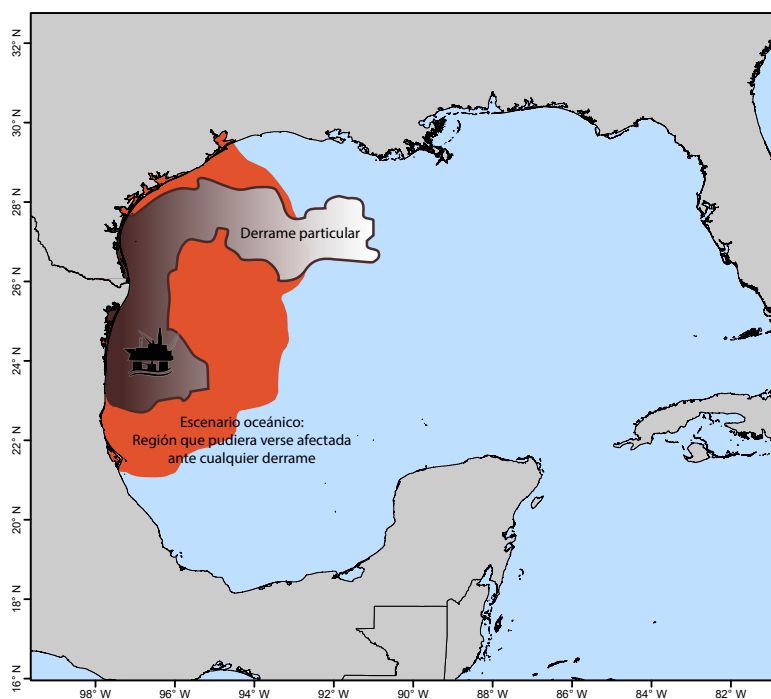 32° N
30° N
28° N
26° N
24° N
22° N
20° N
18° N
16° N
Derrame particular
Escenario oceánico:
Región que pudiera verse afectada
ante cualquier derrame
98° W
96° W
94° W
92° W
90° W
88° W
86° W
84° W
82° W